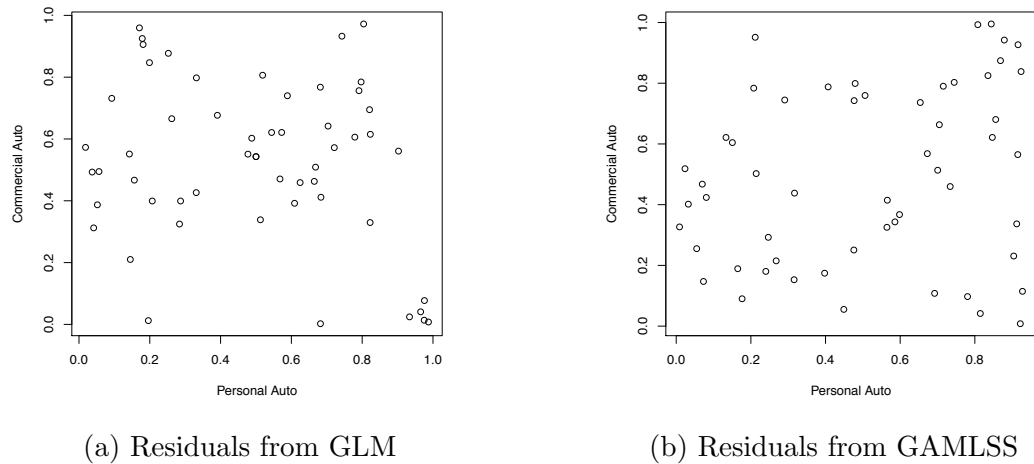 1.0
0.8
0.6
0.4
0.2
0.0
Commercial Auto
0.0 0.2 0.4 0.6 0.8 1.0
Personal Auto
(a) Residuals from GLM
1.0
0.8
0.6
0.4
0.2
0.0
Commercial Auto
0.0 0.2 0.4 0.6 0.8
Personal Auto
(b) Residuals from GAMLSS